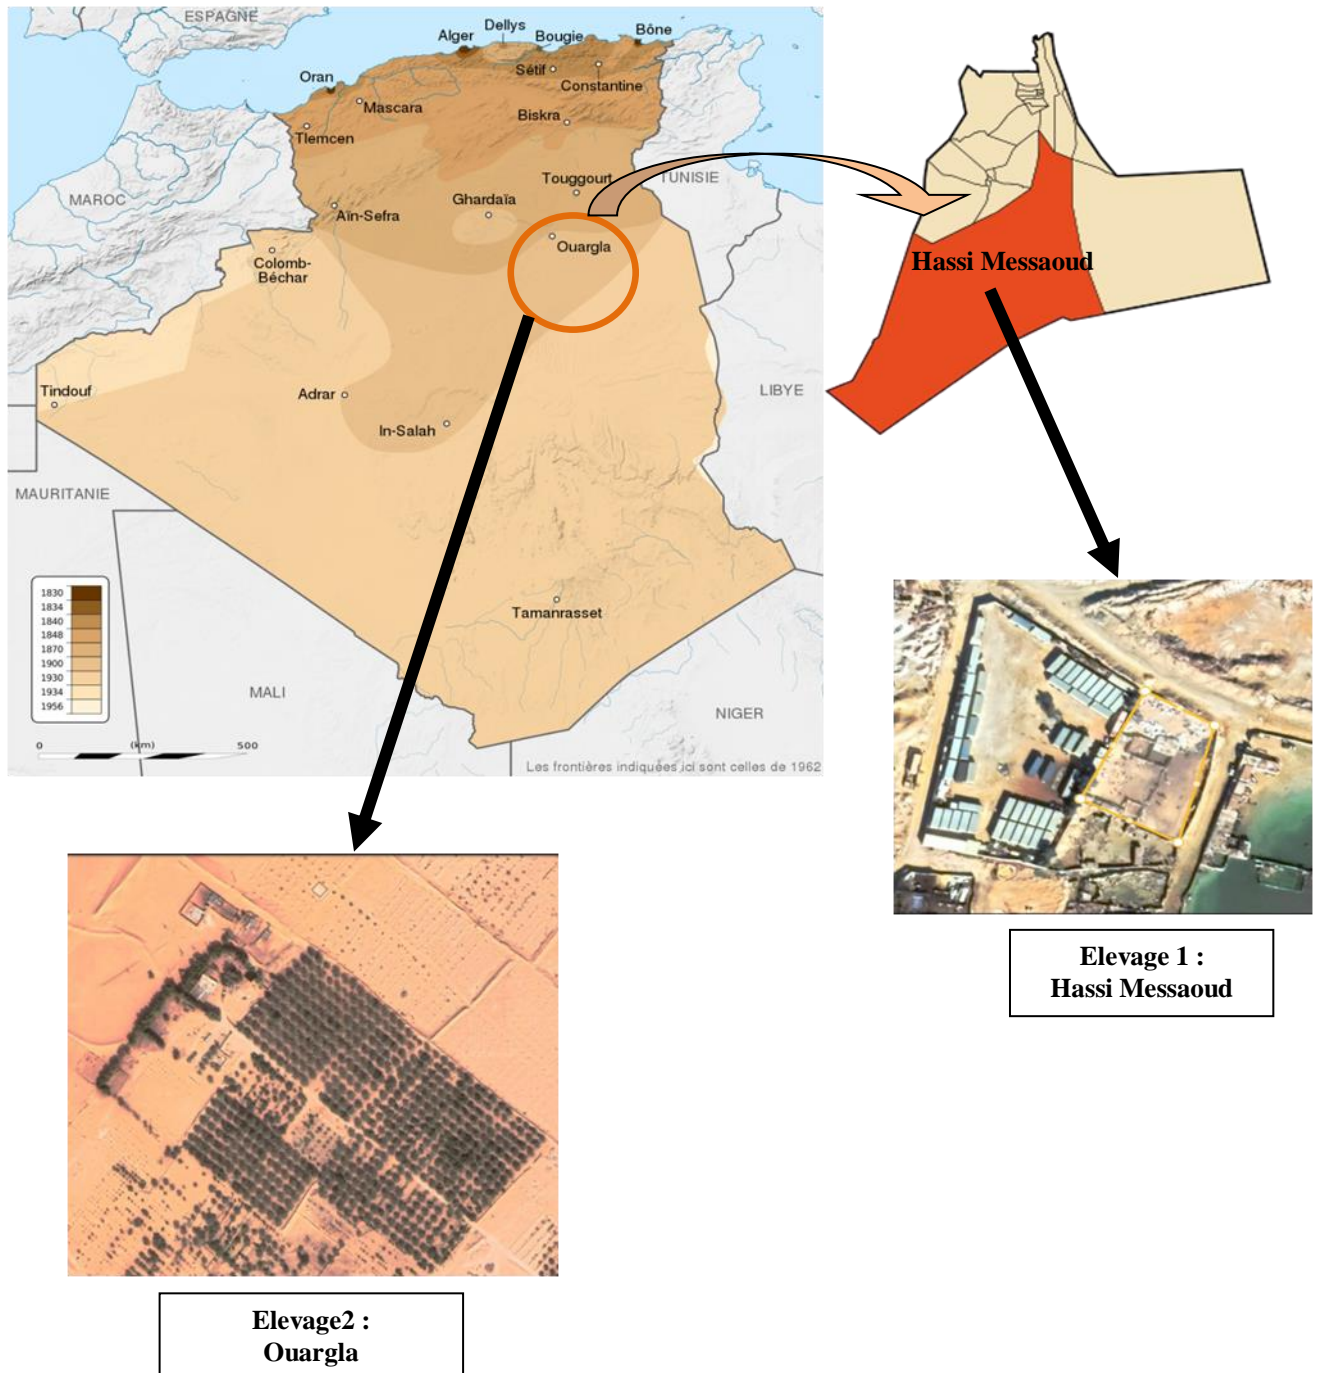 ESPAGNE
Alger
Dellys
Bougie
Bône
Oran
Sétif
Constantine
Mascara
Biskra
Tlemcen
MAROC
Ghardaïa
Touggourt
TUNISIE
Aïn-Sefra
Ouargla
Colomb-
Béchar
Hassi Messaoud
Tindouf
Adrar
In-Salah
LIBYE
MAURITANIE
1830
1834
1840
1848
1870
1900
1930
1934
1956
Tamanrasset
MALI
NIGER
0 (km) 500
Les frontières indiquées ici sont celles de 1962
Elevage 1 :
Hassi Messaoud
Elevage2 :
Ouargla